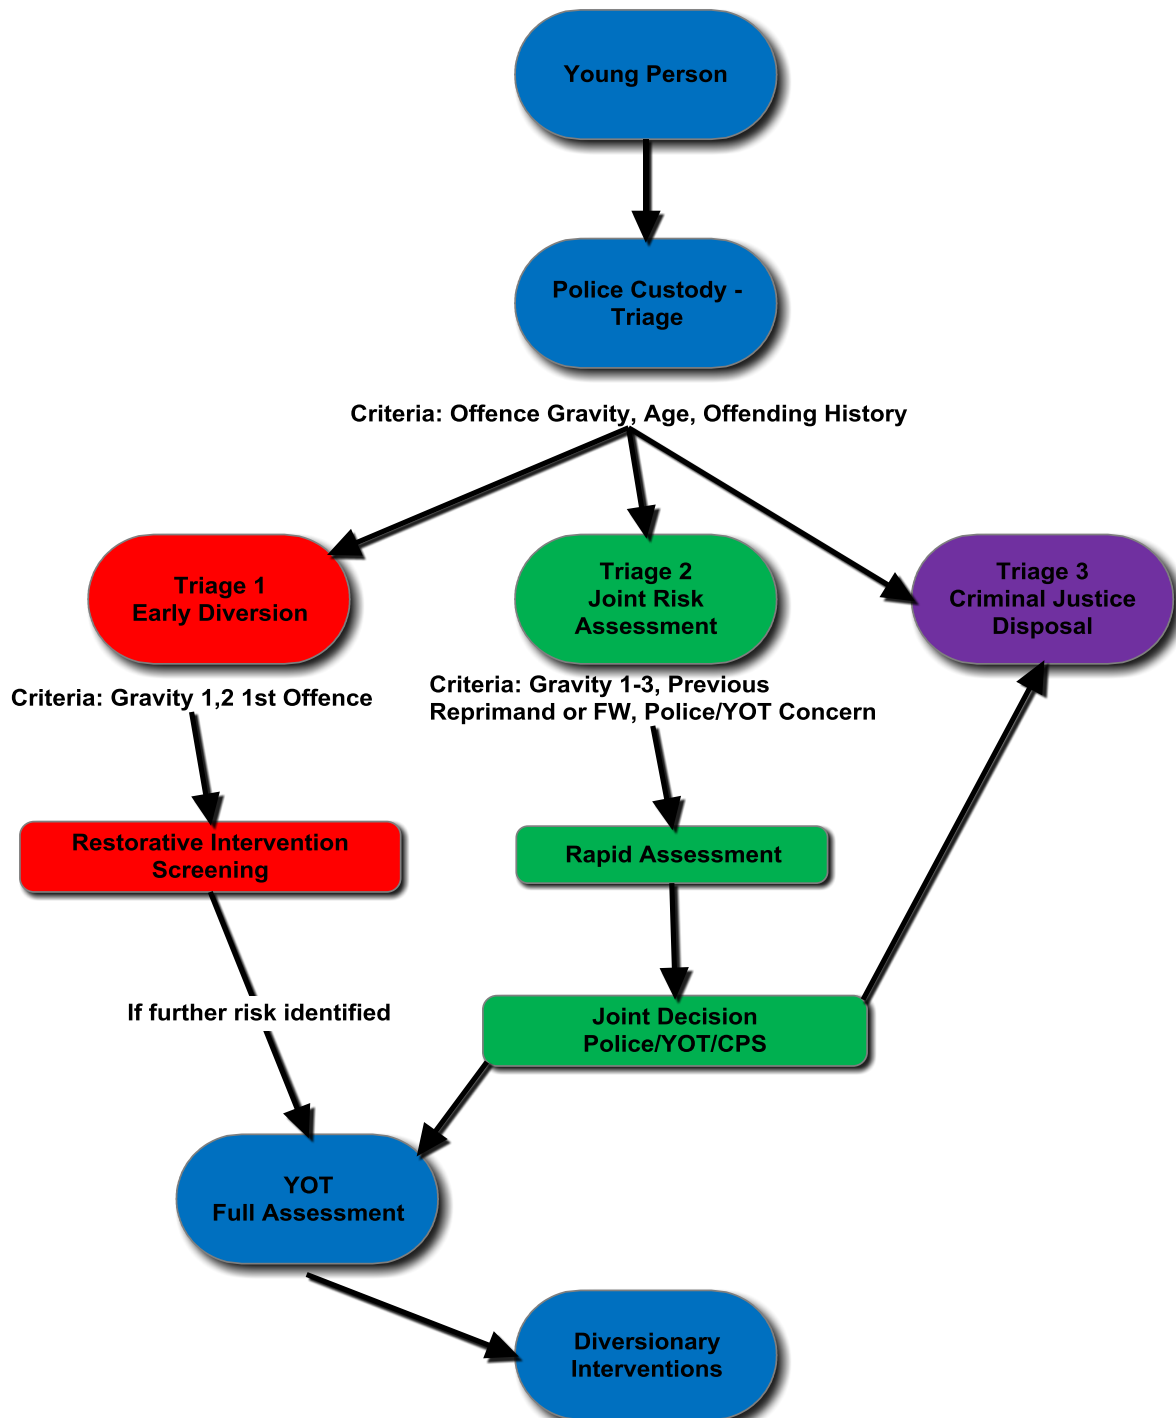 Young Person
Police Custody -
Triage
Criteria: Offence Gravity, Age, Offending History
Triage 1
Early Diversion
Triage 2
Joint Risk
Assessment
Triage 3
Criminal Justice
Disposal
Criteria: Gravity 1,2 1st Offence
Criteria: Gravity 1-3, Previous
Reprimand or FW, Police/YOT Concern
Restorative Intervention
Screening
Rapid Assessment
If further risk identified
Joint Decision
Police/YOT/CPS
YOT
Full Assessment
Diversionary
Interventions